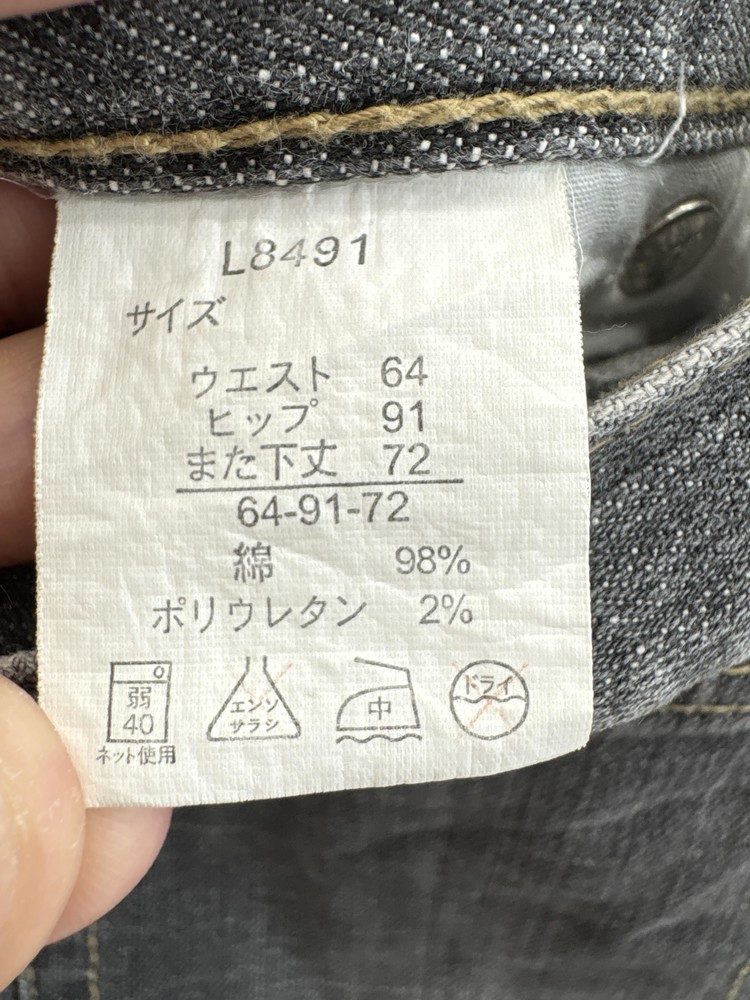 L8491
サイズ
ウエスト 64
ヒップ 91
また下丈 72
64-91-72
綿 98%
ポリウレタン 2%
弱
40
ネット使用
エンソ
サラシ
中
ドライ